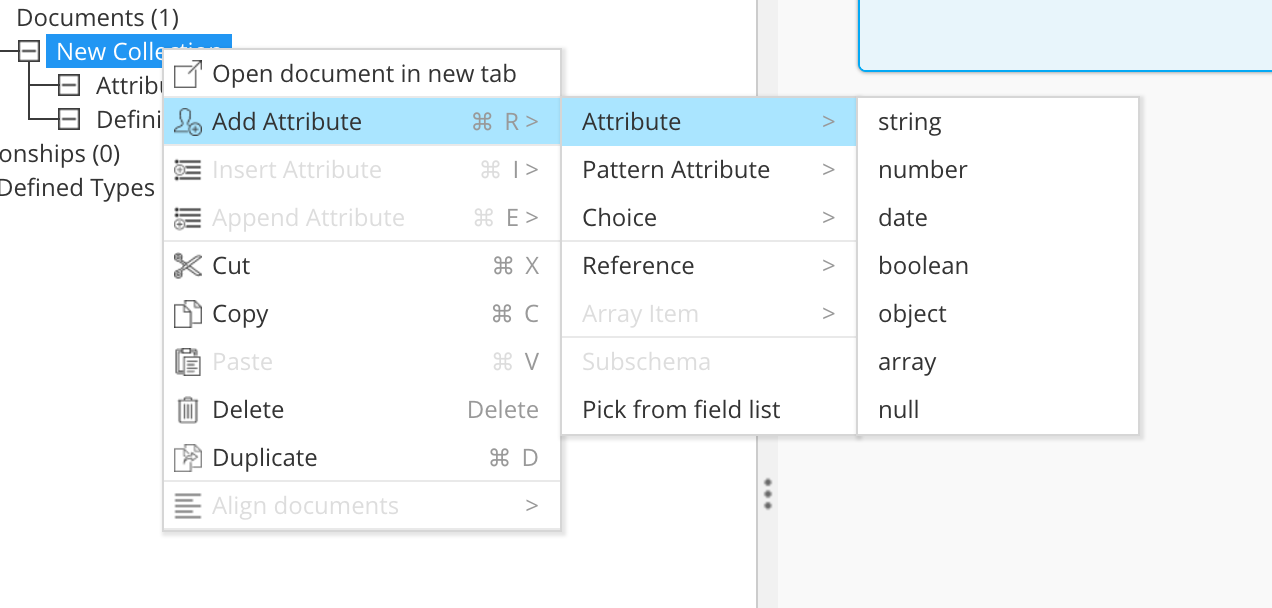 Documents (1)
New Collection
Attribu
Defini
onships (0)
Defined Types
Open document in new tab
Add Attribute ⌘ R >
Insert Attribute ⌘ I >
Append Attribute ⌘ E >
Cut ⌘ X
Copy ⌘ C
Paste ⌘ V
Delete Delete
Duplicate ⌘ D
Align documents >
Attribute >
Pattern Attribute >
Choice >
Reference >
Array Item >
Subschema
Pick from field list
string
number
date
boolean
object
array
null